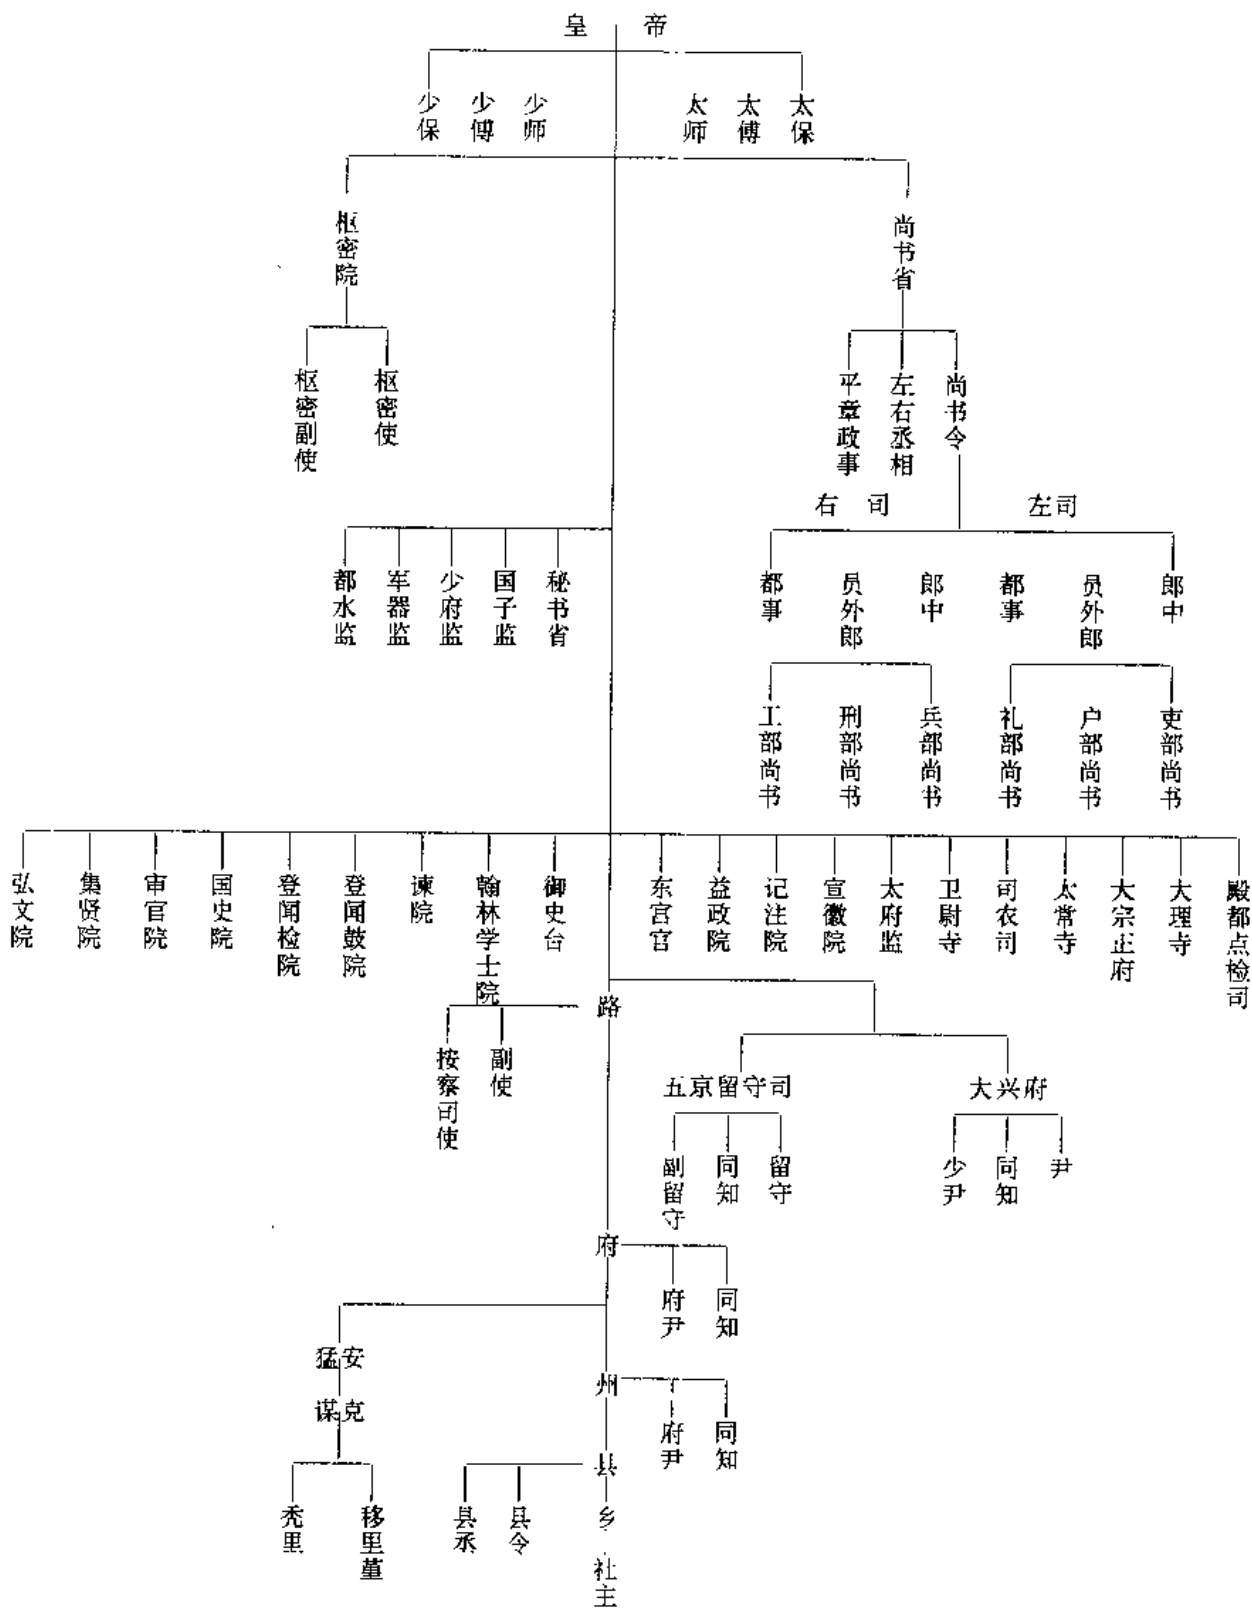 皇帝
少保
少傅
少师
太师
太傅
太保
枢密院
尚书省
枢密副使
枢密使
平章政事
左右丞相
尚书令
右司
左司
都水监
军器监
少府监
国子监
秘书省
都事
员外郎
郎中
都事
员外郎
郎中
工部尚书
刑部尚书
兵部尚书
礼部尚书
户部尚书
吏部尚书
弘文院
集贤院
审官院
国史院
登闻检院
登闻鼓院
谏院
翰林学士院
御史台
东宫官
益政院
记注院
宣徽院
太府监
卫尉寺
司农司
太常寺
大宗正府
大理寺
殿都点检司
路
按察司使
副使
五京留守司
大兴府
副留守
同知
留守
少尹
同知
尹
府
府尹
同知
猛安
谋克
州
府尹
同知
县
秃里
移里堇
县丞
县令
乡
社主